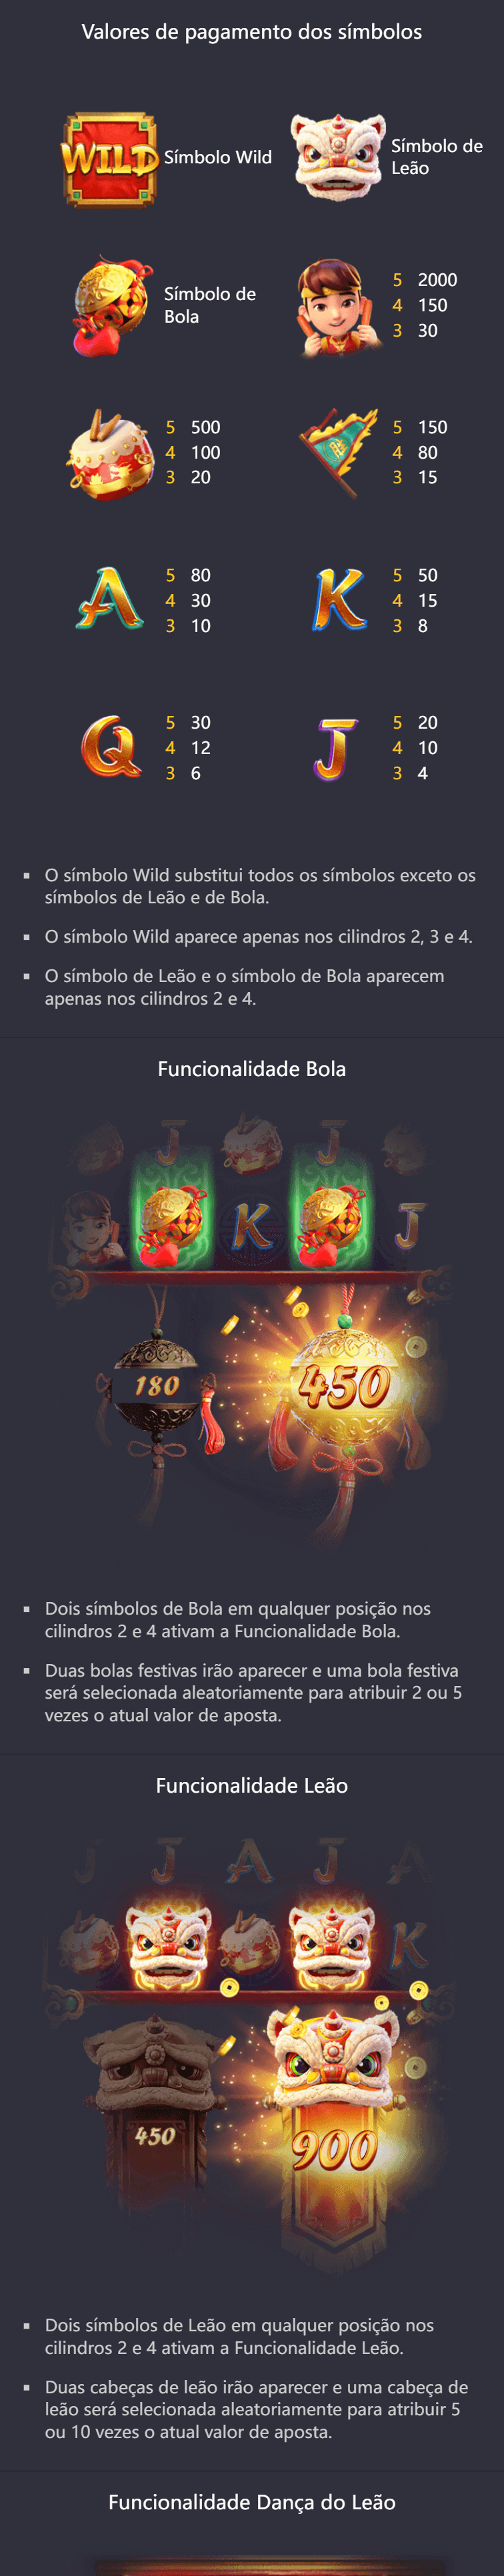 Valores de pagamento dos símbolos
WILD
Símbolo Wild
Símbolo de
Leão
Símbolo de
Bola
5 2000
4 150
3 30
5 500
4 100
3 20
5 150
4 80
3 15
A
5 80
4 30
3 10
K
5 50
4 15
3 8
Q
5 30
4 12
3 6
J
5 20
4 10
3 4
▪ O símbolo Wild substitui todos os símbolos exceto os
símbolos de Leão e de Bola.
▪ O símbolo Wild aparece apenas nos cilindros 2, 3 e 4.
▪ O símbolo de Leão e o símbolo de Bola aparecem
apenas nos cilindros 2 e 4.
Funcionalidade Bola
J J
K J
180 450
▪ Dois símbolos de Bola em qualquer posição nos
cilindros 2 e 4 ativam a Funcionalidade Bola.
▪ Duas bolas festivas irão aparecer e uma bola festiva
será selecionada aleatoriamente para atribuir 2 ou 5
vezes o atual valor de aposta.
Funcionalidade Leão
J J A J A
K
450 900
▪ Dois símbolos de Leão em qualquer posição nos
cilindros 2 e 4 ativam a Funcionalidade Leão.
▪ Duas cabeças de leão irão aparecer e uma cabeça de
leão será selecionada aleatoriamente para atribuir 5
ou 10 vezes o atual valor de aposta.
Funcionalidade Dança do Leão